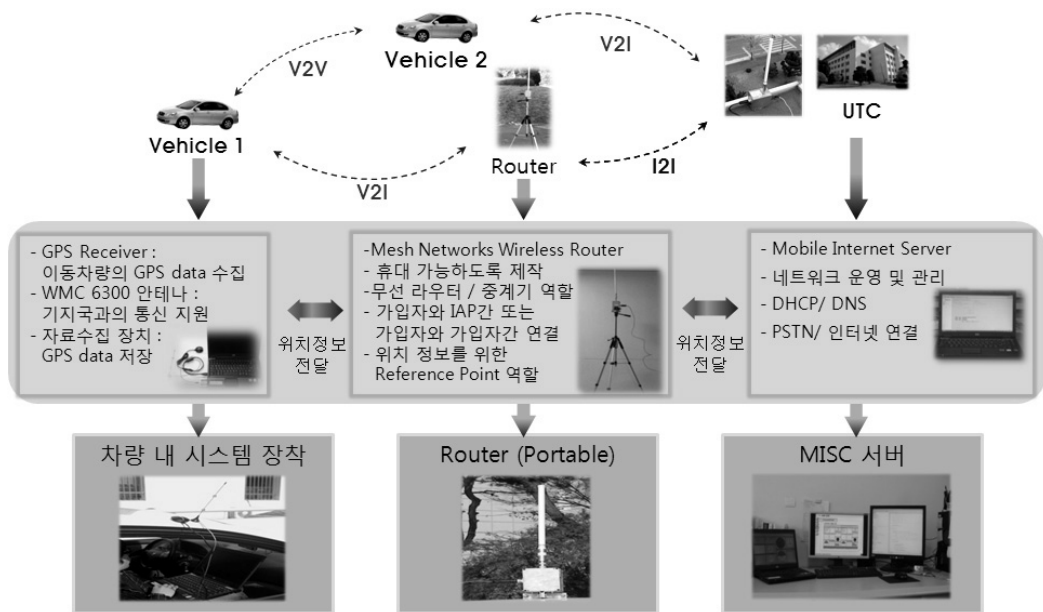 V2V
Vehicle 2
V2I
Vehicle 1
V2I
Router
I2I
UTC
- GPS Receiver :
이동차량의 GPS data 수집
- WMC 6300 안테나 :
기지국과의 통신 지원
- 자료수집 장치 :
GPS data 저장
위치정보
전달
-Mesh Networks Wireless Router
- 휴대 가능하도록 제작
-무선 라우터 / 중계기 역할
- 가입자와 IAP간 또는
가입자와 가입자간 연결
- 위치 정보를 위한
Reference Point 역할
위치정보
전달
- Mobile Internet Server
- 네트워크 운영 및 관리
- DHCP/ DNS
- PSTN/ 인터넷 연결
차량 내 시스템 장착
Router (Portable)
MISC 서버